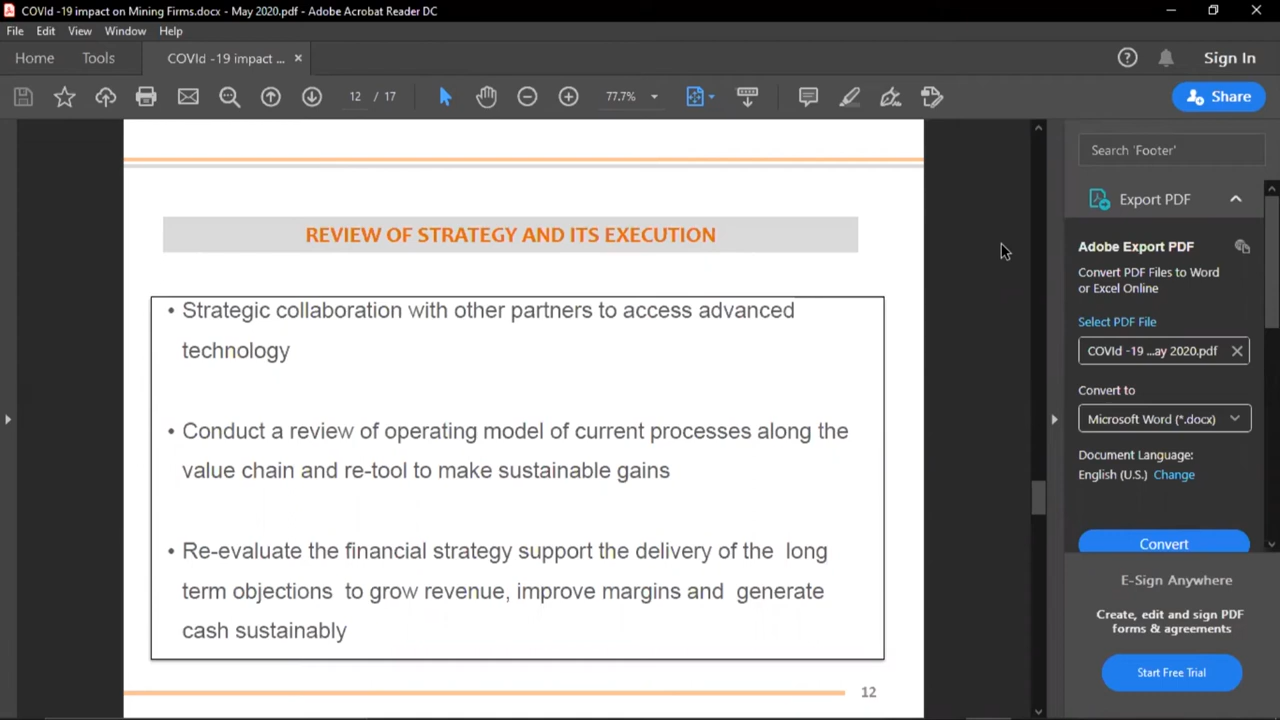 COVId -19 impact on Mining Firms.docx - May 2020.pdf - Adobe Acrobat Reader DC
File Edit View Window Help
Home Tools COVId -19 impact ... × Sign In
12 / 17 77.7% Share
REVIEW OF STRATEGY AND ITS EXECUTION
• Strategic collaboration with other partners to access advanced
technology
• Conduct a review of operating model of current processes along the
value chain and re-tool to make sustainable gains
• Re-evaluate the financial strategy support the delivery of the long
term objections to grow revenue, improve margins and generate
cash sustainably
12
Search 'Footer'
Export PDF
Adobe Export PDF
Convert PDF Files to Word
or Excel Online
Select PDF File
COVId -19 ...ay 2020.pdf
Convert to
Microsoft Word (*.docx)
Document Language:
English (U.S.) Change
Convert
E-Sign Anywhere
Create, edit and sign PDF
forms & agreements
Start Free Trial